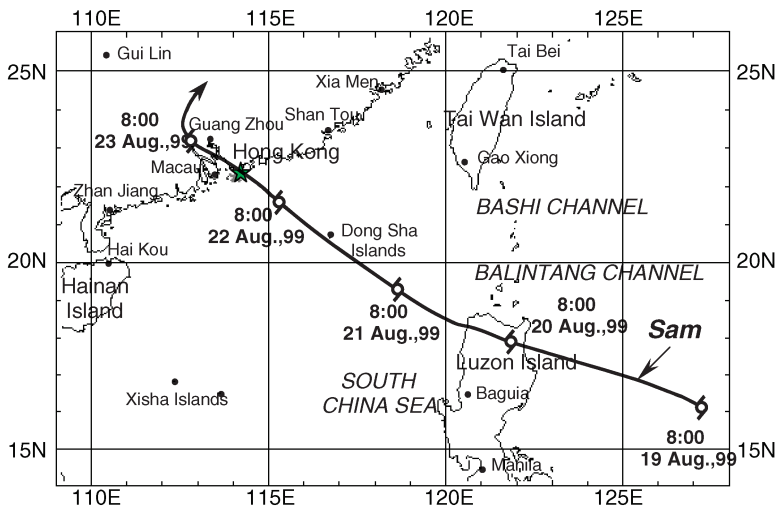 110E 115E 120E 125E
Gui Lin
Tai Bei
25N 25N
Xia Men
8:00
23 Aug.,99
Guang Zhou
Shan Tou
Tai Wan Island
Hong Kong
Gao Xiong
Macau
Zhan Jiang
8:00
22 Aug.,99
BASHI CHANNEL
Dong Sha
Islands
Hai Kou
20N 20N
BALINTANG CHANNEL
Hainan
Island
8:00
21 Aug.,99
8:00
20 Aug.,99
Sam
Luzon Island
SOUTH
CHINA SEA
Baguia
Xisha Islands
8:00
19 Aug.,99
15N 15N
Manila
110E 115E 120E 125E